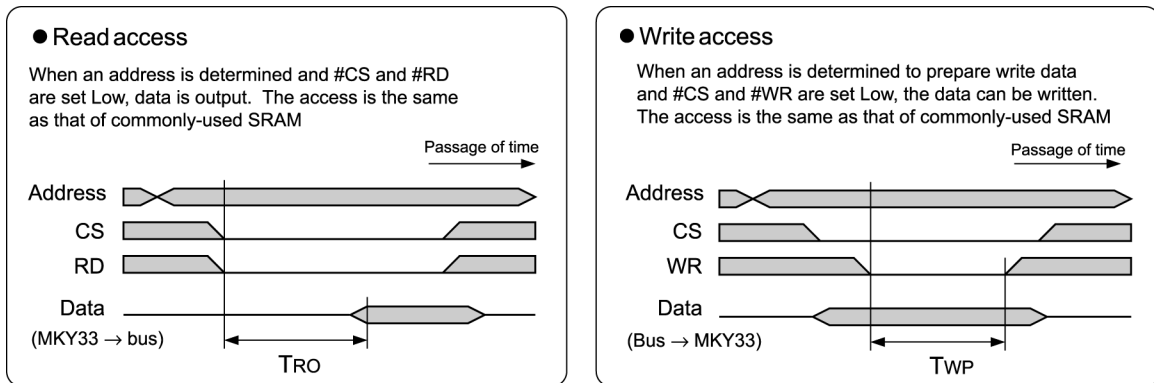 ● Read access
When an address is determined and #CS and #RD
are set Low, data is output. The access is the same
as that of commonly-used SRAM
Passage of time
Address
CS
RD
Data
(MKY33 → bus)
TRO
● Write access
When an address is determined to prepare write data
and #CS and #WR are set Low, the data can be written.
The access is the same as that of commonly-used SRAM
Passage of time
Address
CS
WR
Data
(Bus → MKY33)
TWP